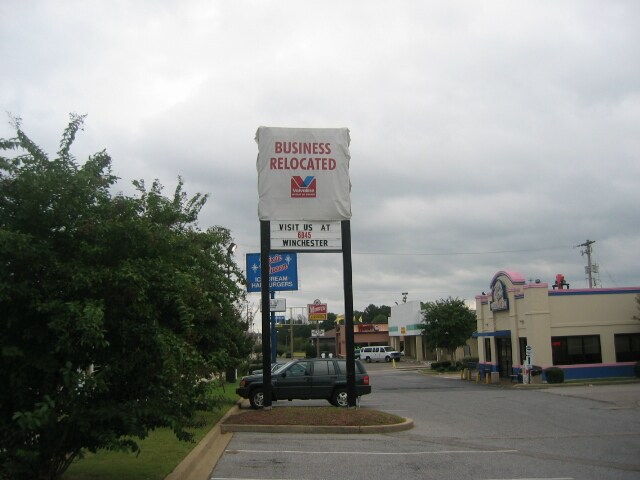 BUSINESS
RELOCATED
Valvoline
VISIT US AT
6845
WINCHESTER
ICE CREAM
HAMBURGERS